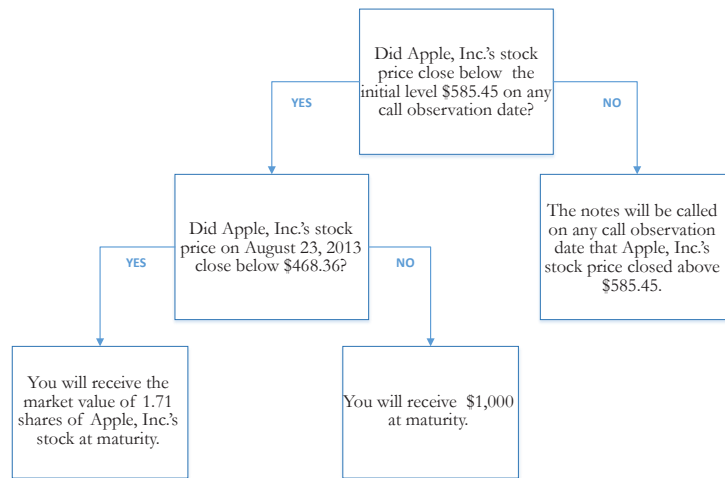 Did Apple, Inc.'s stock
price close below the
initial level $585.45 on any
call observation date?
YES
NO
Did Apple, Inc.'s stock
price on August 23, 2013
close below $468.36?
The notes will be called
on any call observation
date that Apple, Inc.'s
stock price closed above
$585.45.
YES
NO
You will receive the
market value of 1.71
shares of Apple, Inc.'s
stock at maturity.
You will receive $1,000
at maturity.